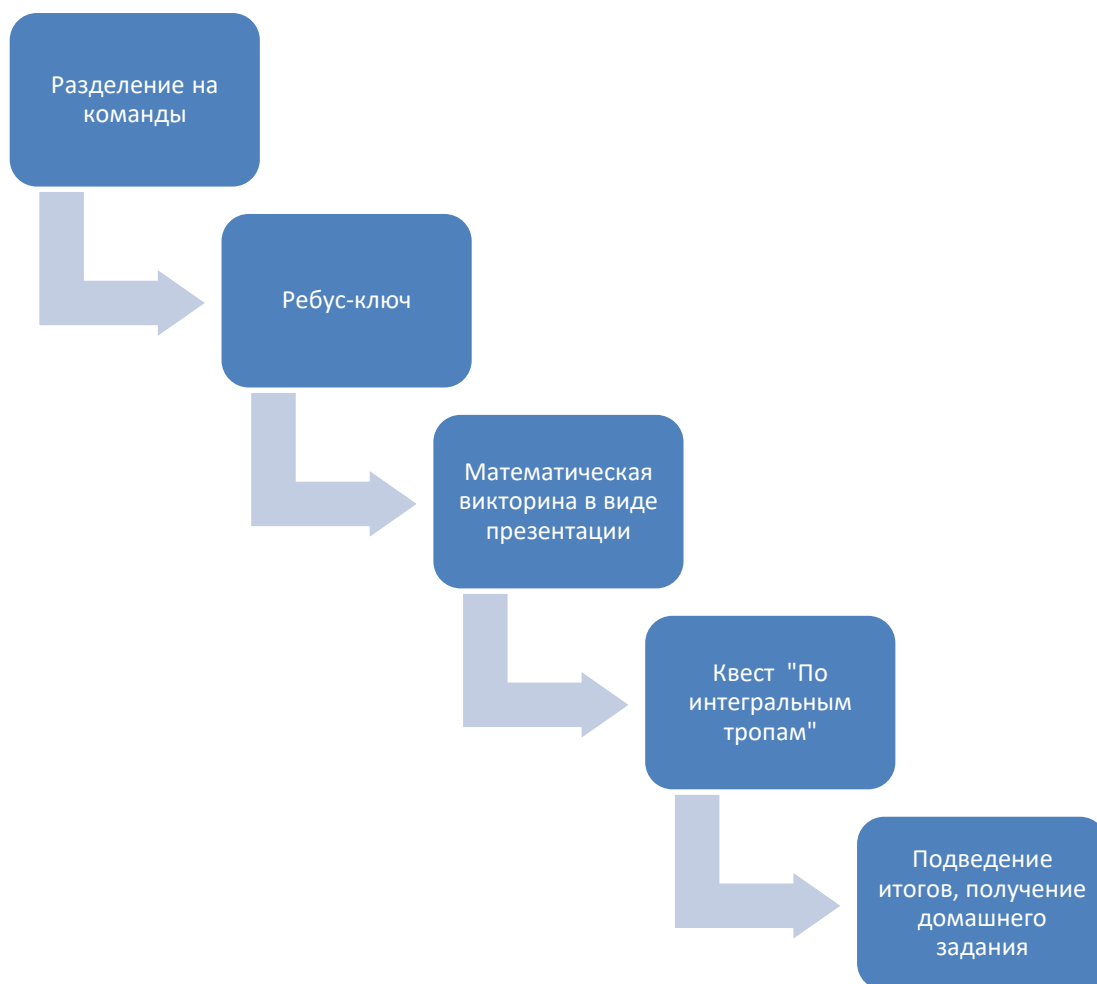 Разделение на
команды
Ребус-ключ
Математическая
викторина в виде
презентации
Квест "По
интегральным
тропам"
Подведение
итогов, получение
домашнего
задания